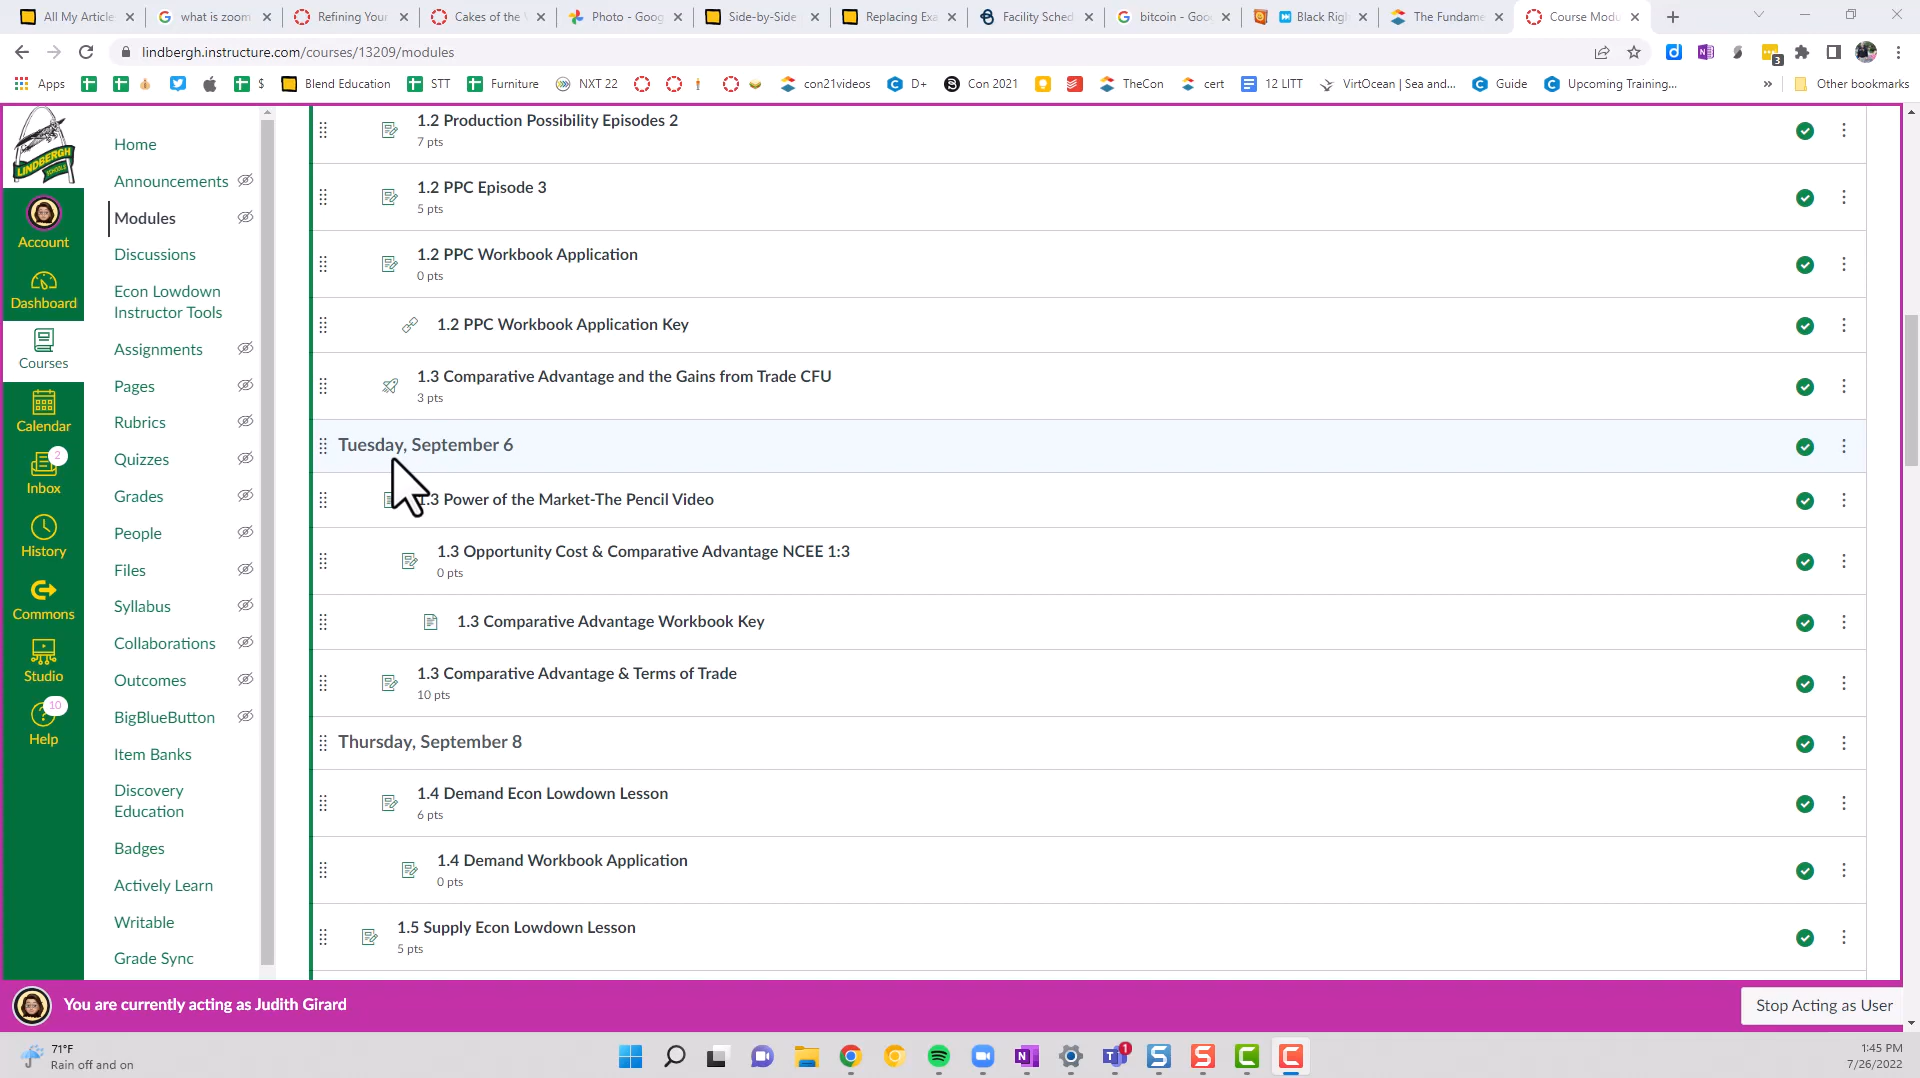 All My Article
what is zoom
Refining Your
Cakes of the
Photo - Goog
Side-by-Side
Replacing Exa
Facility Sched
bitcoin - Goo
Black Rig
The Fundame
Course Modu
lindbergh.instructure.com/courses/13209/modules
3
Apps
$
Blend Education
STT
Furniture
NXT 22
con21videos
D+
Con 2021
TheCon
cert
12 LITT
VirtOcean | Sea and...
Guide
Upcoming Training...
»
Other bookmarks
LINDBERGH
SCHOOLS
Account
Dashboard
Courses
Calendar
2
Inbox
History
Commons
Studio
10
Help
Home
Announcements
Modules
Discussions
Econ Lowdown
Instructor Tools
Assignments
Pages
Rubrics
Quizzes
Grades
People
Files
Syllabus
Collaborations
Outcomes
BigBlueButton
Item Banks
Discovery
Education
Badges
Actively Learn
Writable
Grade Sync
1.2 Production Possibility Episodes 2
7 pts
1.2 PPC Episode 3
5 pts
1.2 PPC Workbook Application
0 pts
1.2 PPC Workbook Application Key
1.3 Comparative Advantage and the Gains from Trade CFU
3 pts
Tuesday, September 6
1.3 Power of the Market-The Pencil Video
1.3 Opportunity Cost & Comparative Advantage NCEE 1:3
0 pts
1.3 Comparative Advantage Workbook Key
1.3 Comparative Advantage & Terms of Trade
10 pts
Thursday, September 8
1.4 Demand Econ Lowdown Lesson
6 pts
1.4 Demand Workbook Application
0 pts
1.5 Supply Econ Lowdown Lesson
5 pts
You are currently acting as Judith Girard
Stop Acting as User
71°F
Rain off and on
1
1:45 PM
7/26/2022